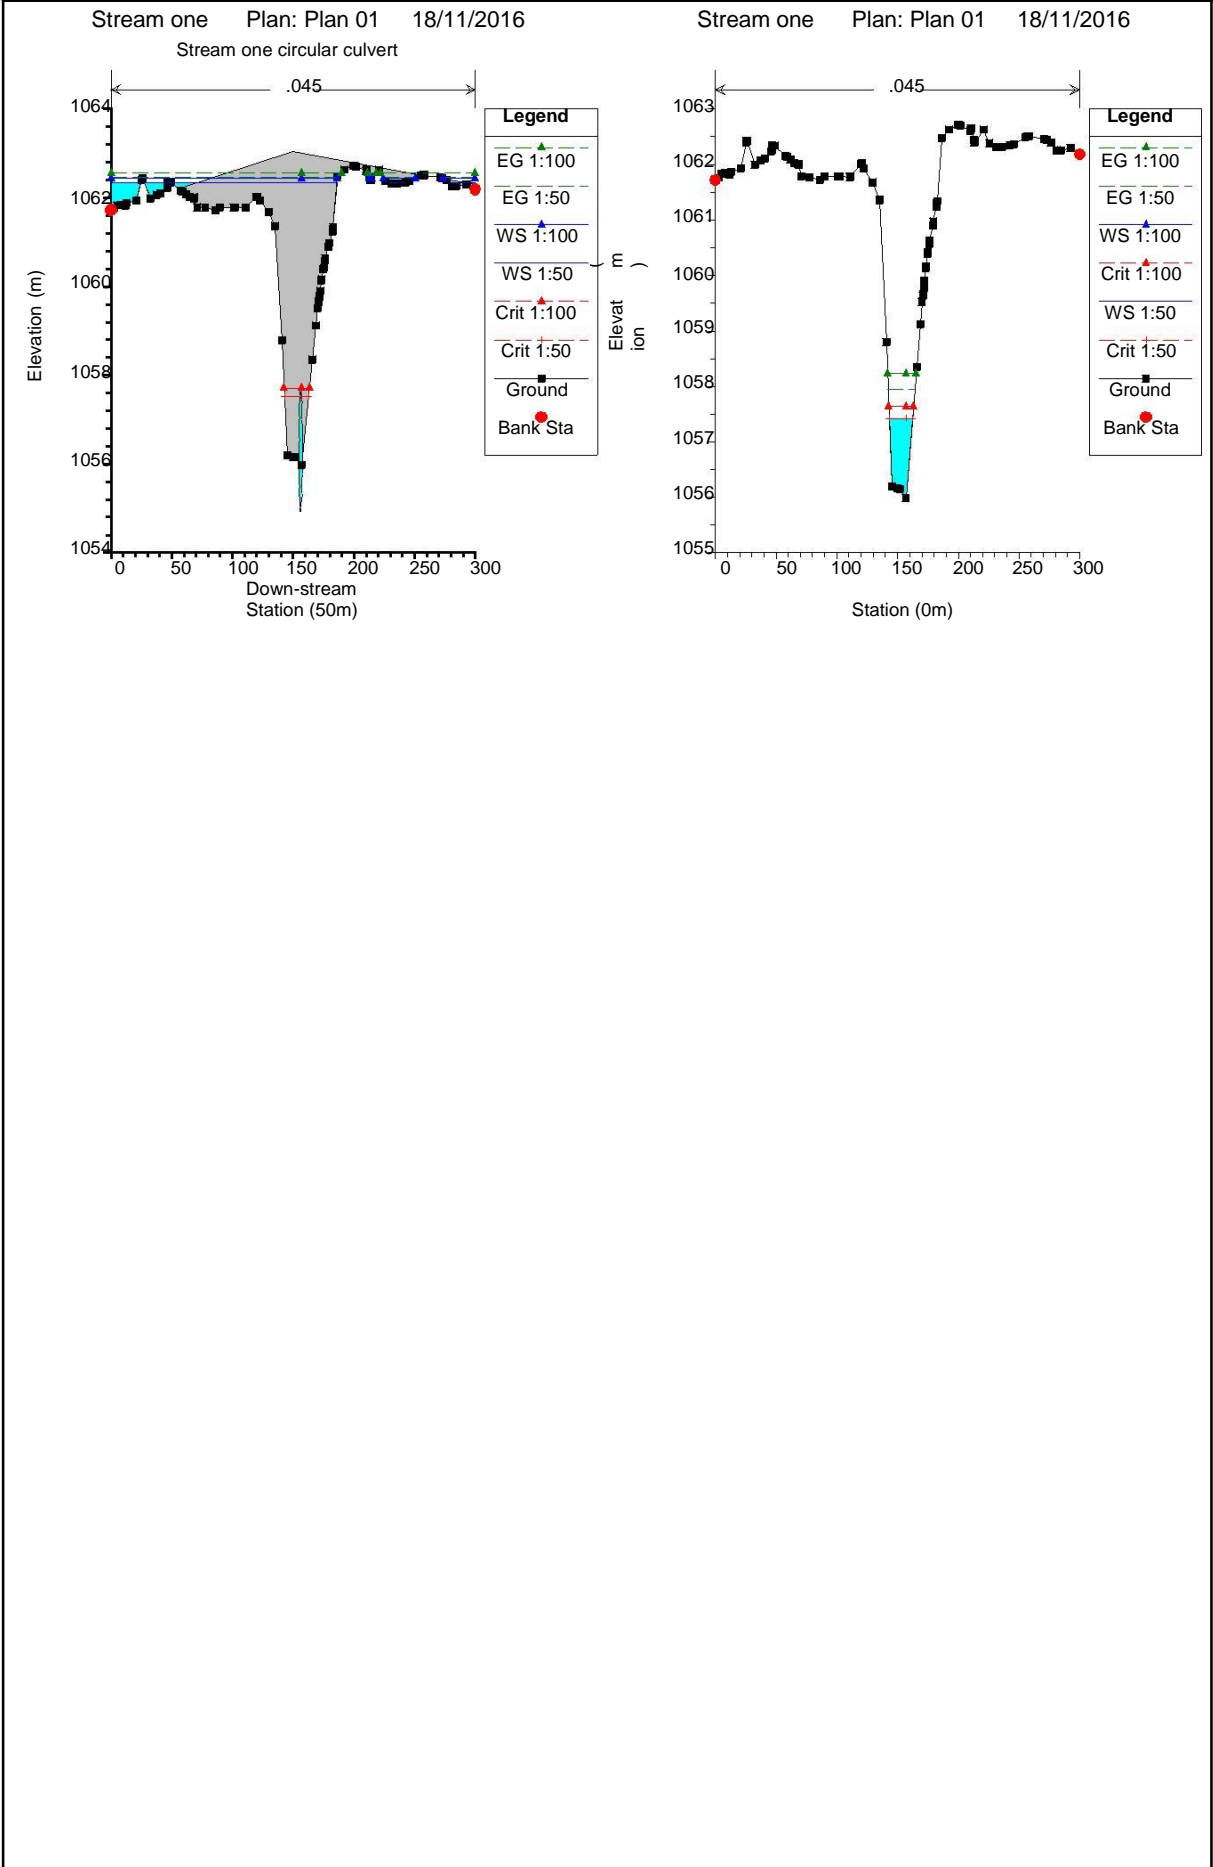 Stream one Plan: Plan 01 18/11/2016
Stream one circular culvert
.045
1064
1062
1060
1058
1056
1054
Elevation (m)
0 50 100 150 200 250 300
Down-stream
Station (50m)
Legend
EG 1:100
EG 1:50
WS 1:100
WS 1:50
Crit 1:100
Crit 1:50
Ground
Bank Sta
Stream one Plan: Plan 01 18/11/2016
.045
1063
1062
1061
1060
1059
1058
1057
1056
1055
Elevat
ion
( m )
0 50 100 150 200 250 300
Station (0m)
Legend
EG 1:100
EG 1:50
WS 1:100
Crit 1:100
WS 1:50
Crit 1:50
Ground
Bank Sta